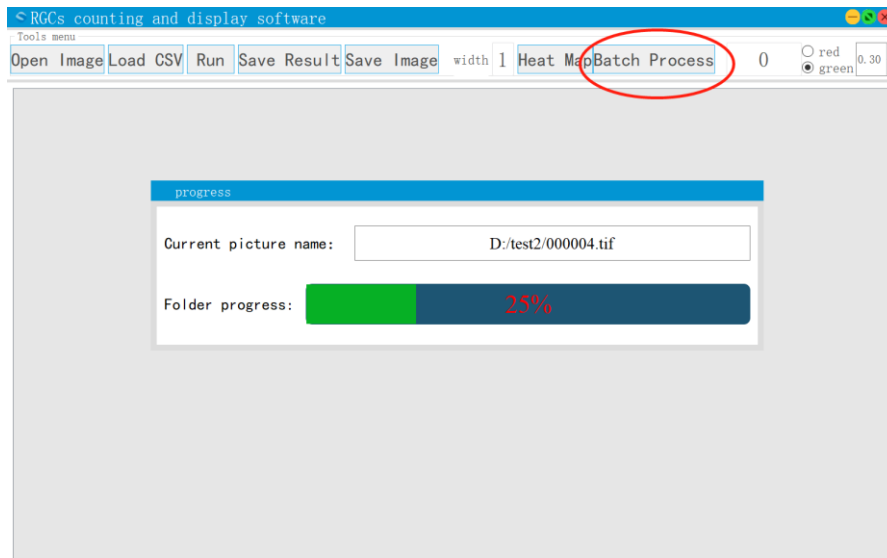 RGCs counting and display software
Tools menu
Open Image Load CSV Run Save Result Save Image width 1 Heat Map Batch Process 0 red 0.30
green
progress
Current picture name: D:/test2/000004.tif
Folder progress: 25%